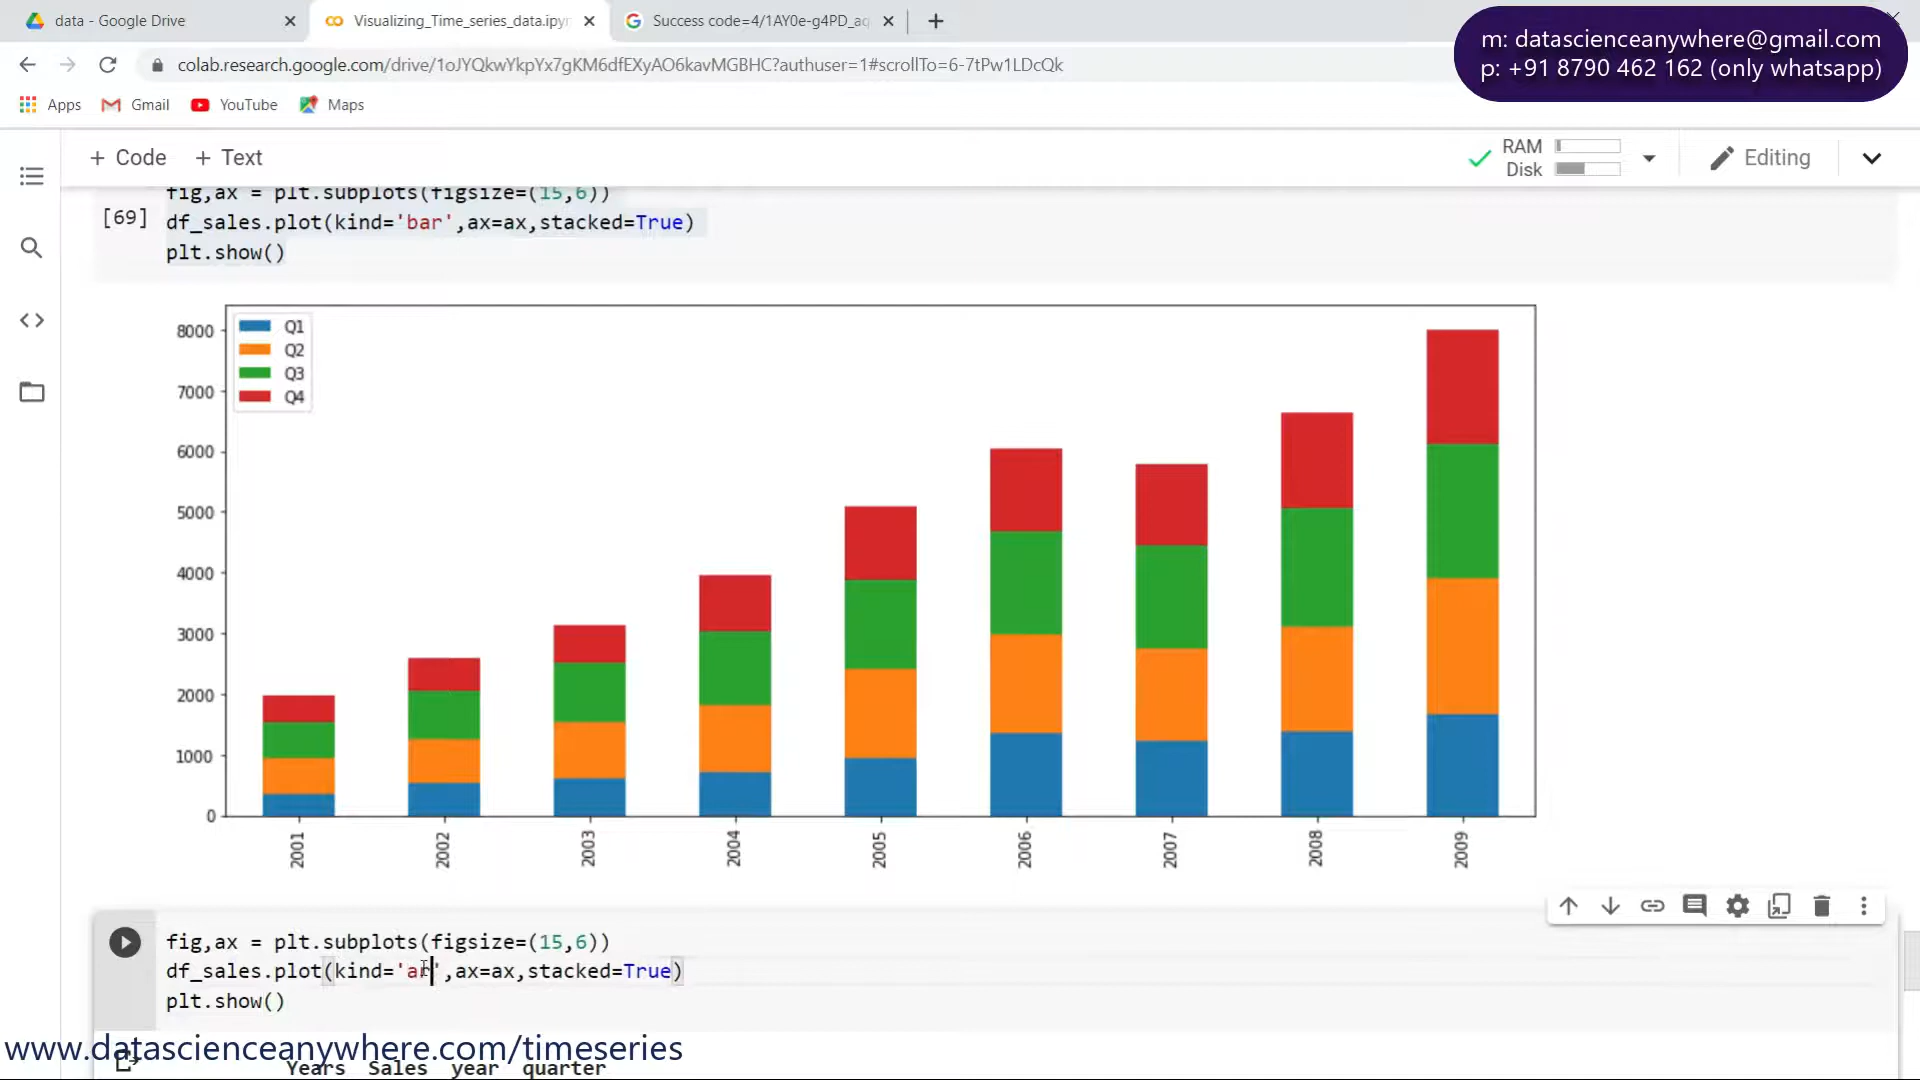 data - Google Drive
Visualizing_Time_series_data.ipyn
Success code=4/1AY0e-g4PD_aq
colab.research.google.com/drive/1oJYQkwYkpYx7gKM6dfEXyAO6kavMGBHC?authuser=1#scrollTo=6-7tPw1LDcQk
m: datascienceanywhere@gmail.com
p: +91 8790 462 162 (only whatsapp)
Apps Gmail YouTube Maps
+ Code + Text
RAM
Disk
Editing
fig,ax = plt.subplots(figsize=(15,6))
[69] df_sales.plot(kind='bar',ax=ax,stacked=True)
plt.show()
8000
7000
6000
5000
4000
3000
2000
1000
0
Q1
Q2
Q3
Q4
2001 2002 2003 2004 2005 2006 2007 2008 2009
fig,ax = plt.subplots(figsize=(15,6))
df_sales.plot(kind='ar',ax=ax,stacked=True)
plt.show()
www.datascienceanywhere.com/timeseries
Years Sales year quarter